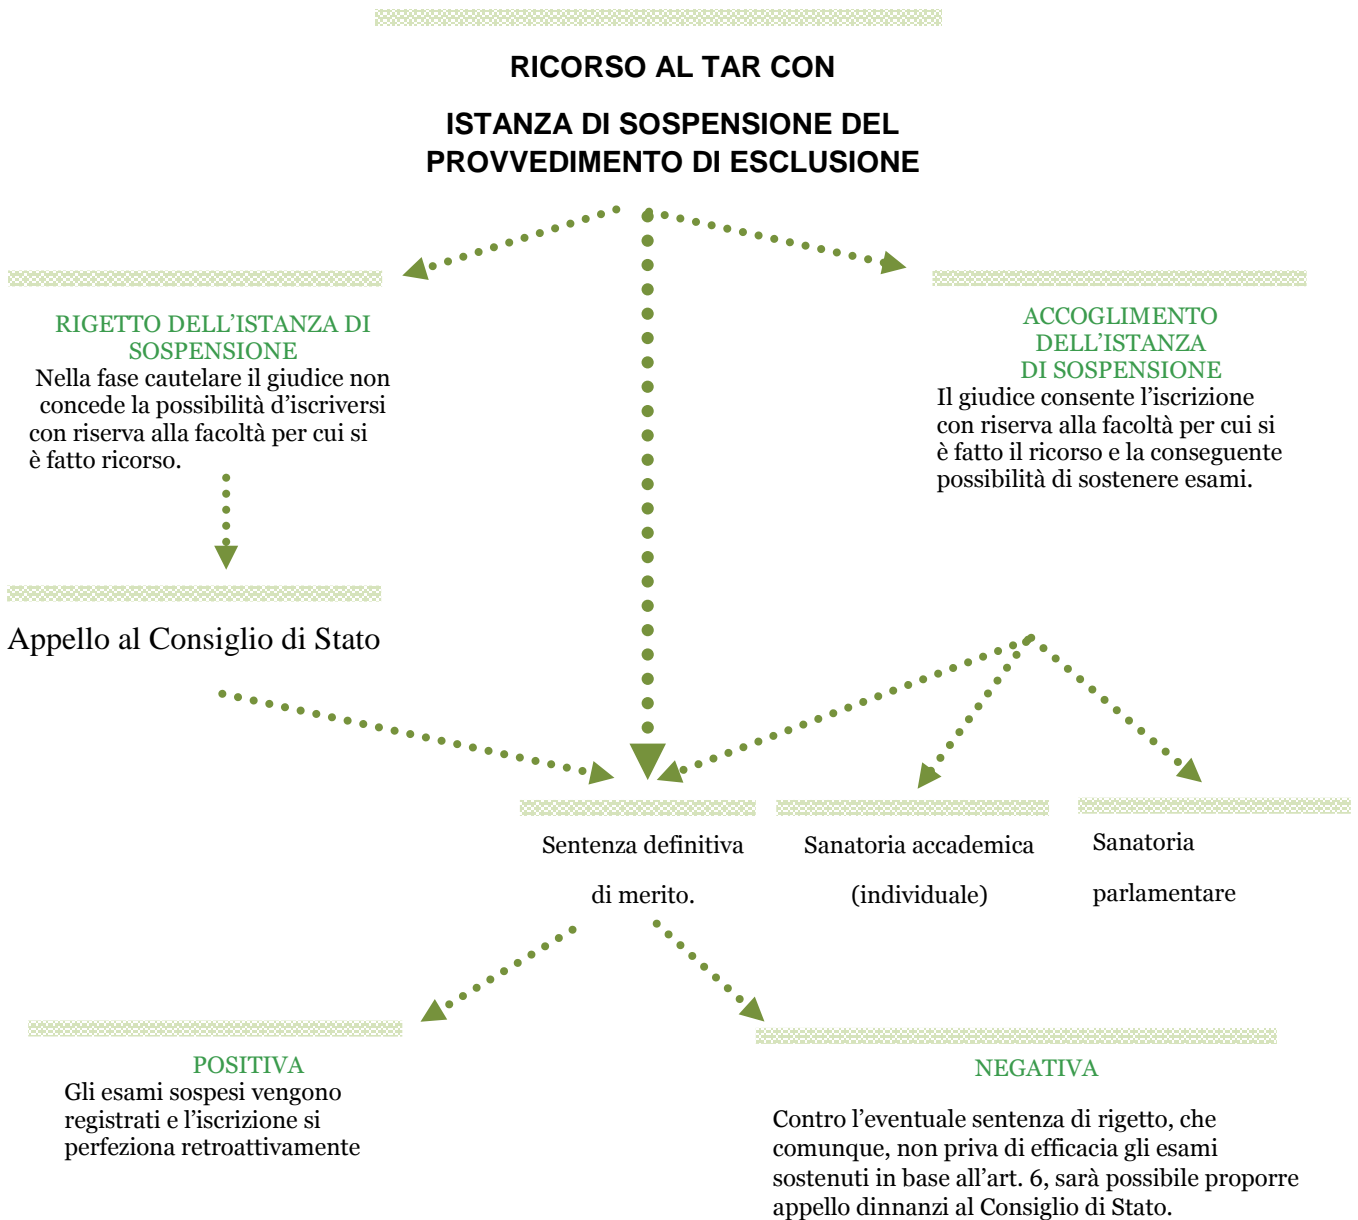 RICORSO AL TAR CON
ISTANZA DI SOSPENSIONE DEL
PROVVEDIMENTO DI ESCLUSIONE
RIGETTO DELL’ISTANZA DI
SOSPENSIONE
Nella fase cautelare il giudice non
concede la possibilità d’iscriversi
con riserva alla facoltà per cui si
è fatto ricorso.
ACCOGLIMENTO
DELL’ISTANZA
DI SOSPENSIONE
Il giudice consente l’iscrizione
con riserva alla facoltà per cui si
è fatto il ricorso e la conseguente
possibilità di sostenere esami.
Appello al Consiglio di Stato
Sentenza definitiva
di merito.
Sanatoria accademica
(individuale)
Sanatoria
parlamentare
POSITIVA
Gli esami sospesi vengono
registrati e l’iscrizione si
perfeziona retroattivamente
NEGATIVA
Contro l’eventuale sentenza di rigetto, che
comunque, non priva di efficacia gli esami
sostenuti in base all’art. 6, sarà possibile proporre
appello dinnanzi al Consiglio di Stato.